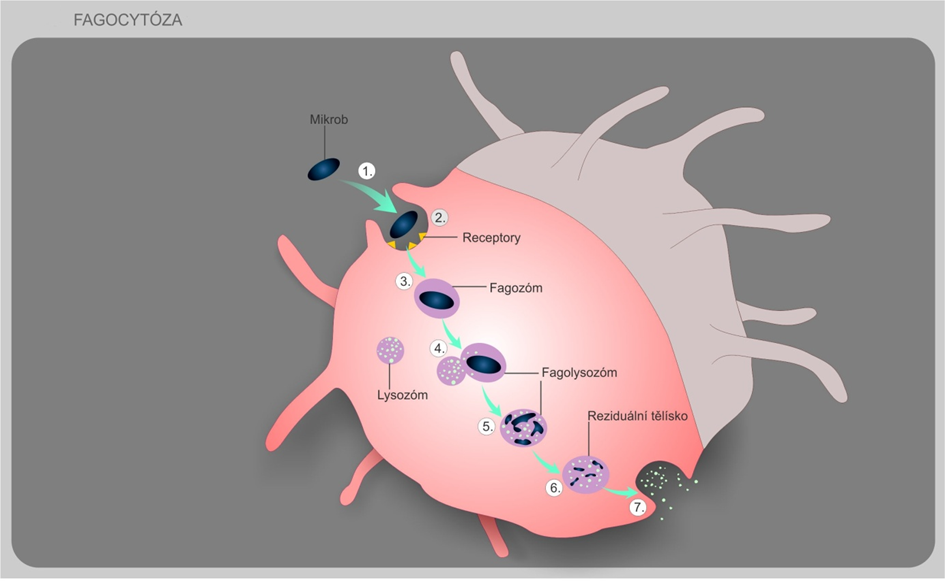 FAGOCYTÓZA
Mikrob
1.
2.
Receptory
3.
Fagozóm
4.
Fagolysozóm
Lysozóm
Reziduální tělísko
5.
6.
7.